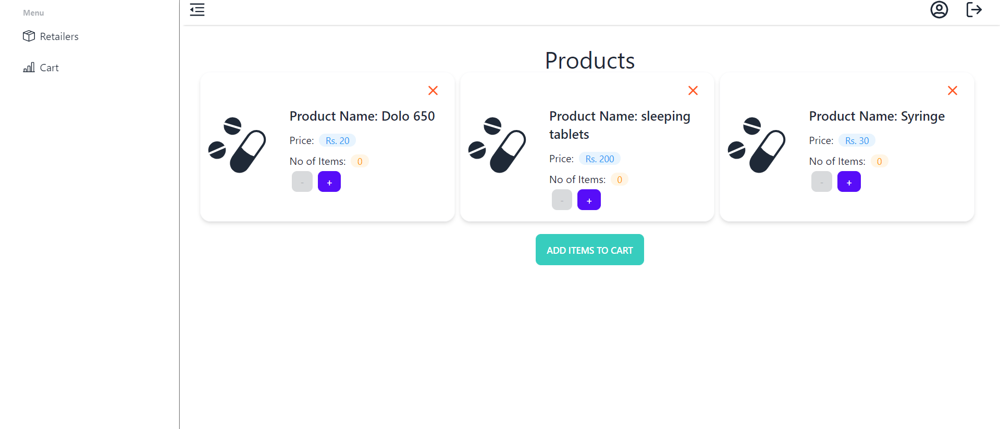 Menu
Retailers
Cart
Products
Product Name: Dolo 650
Price: Rs. 20
No of Items: 0
- +
Product Name: sleeping
tablets
Price: Rs. 200
No of Items: 0
- +
Product Name: Syringe
Price: Rs. 30
No of Items: 0
- +
ADD ITEMS TO CART